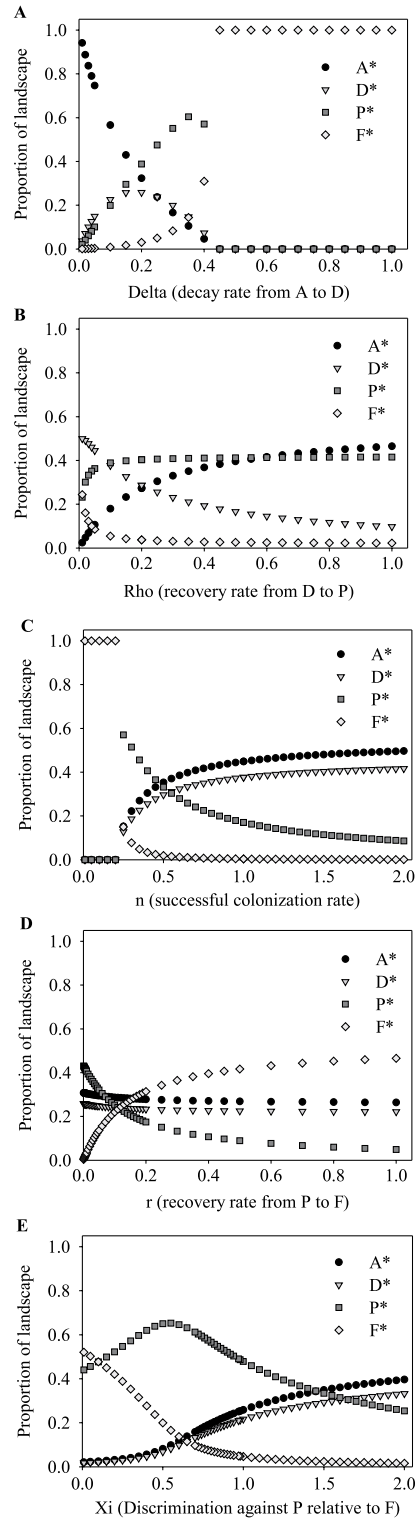 A
1.0
0.8
0.6
0.4
0.2
0.0
Proportion of landscape
A*
D*
P*
F*
0.0 0.2 0.4 0.6 0.8 1.0
Delta (decay rate from A to D)
B
1.0
0.8
0.6
0.4
0.2
0.0
Proportion of landscape
A*
D*
P*
F*
0.0 0.2 0.4 0.6 0.8 1.0
Rho (recovery rate from D to P)
C
1.0
0.8
0.6
0.4
0.2
0.0
Proportion of landscape
A*
D*
P*
F*
0.0 0.5 1.0 1.5 2.0
n (successful colonization rate)
D
1.0
0.8
0.6
0.4
0.2
0.0
Proportion of landscape
A*
D*
P*
F*
0.0 0.2 0.4 0.6 0.8 1.0
r (recovery rate from P to F)
E
1.0
0.8
0.6
0.4
0.2
0.0
Proportion of landscape
A*
D*
P*
F*
0.0 0.5 1.0 1.5 2.0
Xi (Discrimination against P relative to F)